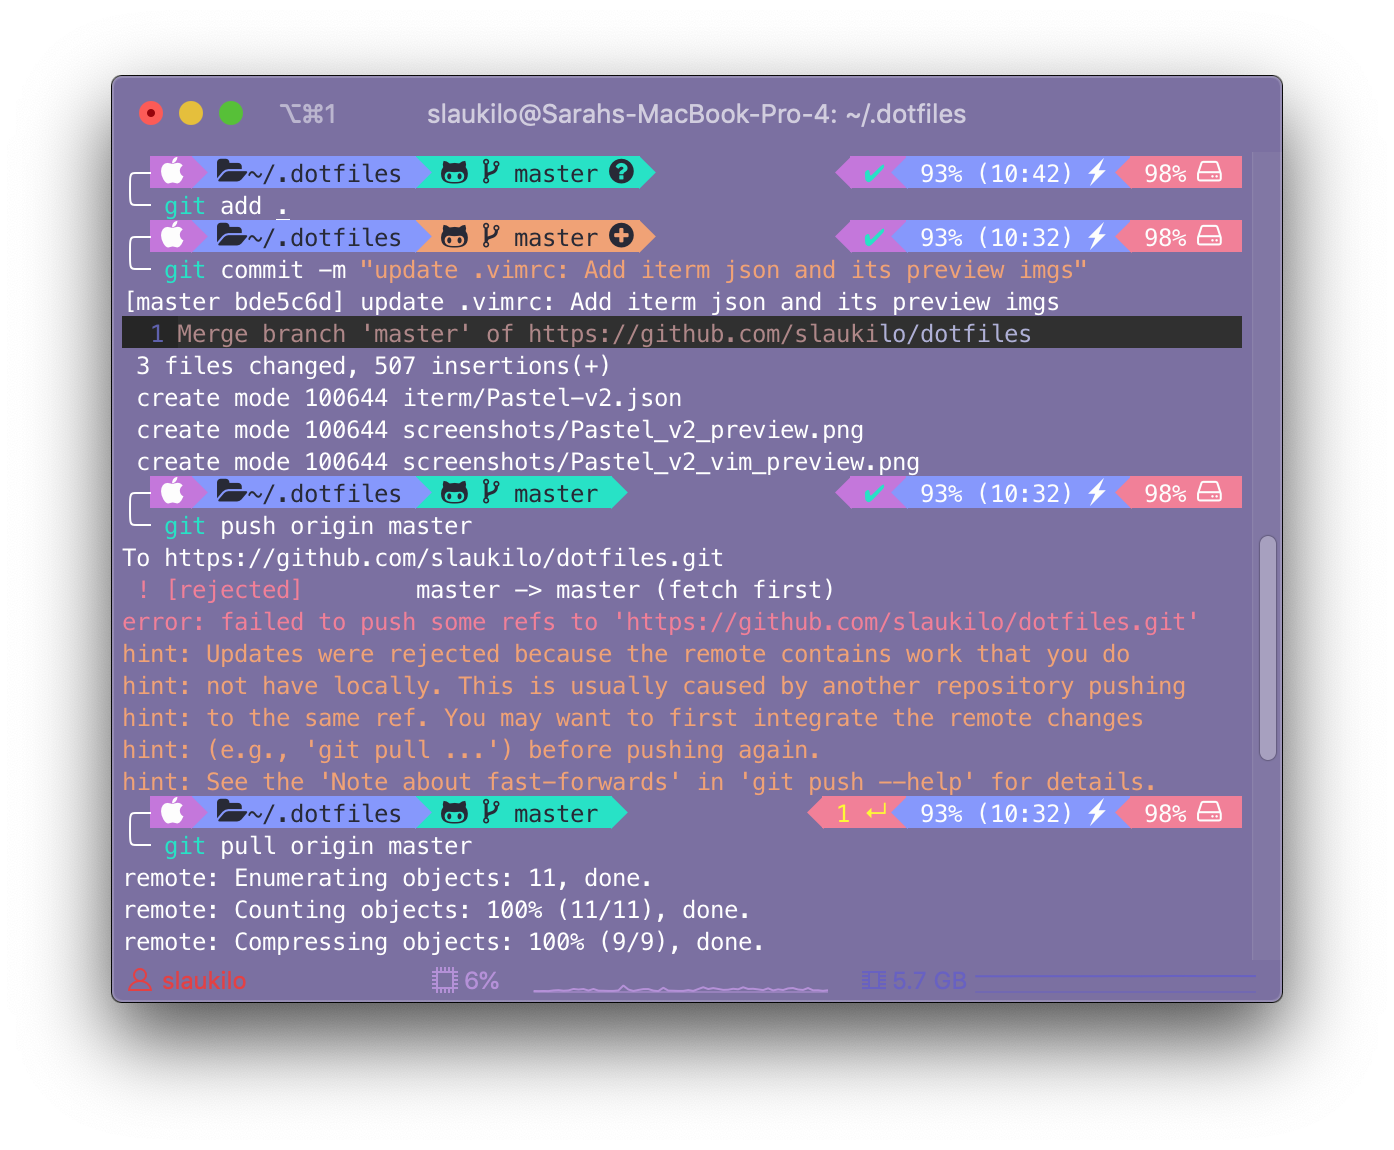 ⌥⌘1 slaukilo@Sarahs-MacBook-Pro-4: ~/.dotfiles
~/.dotfiles master ? ✔ 93% (10:42) 98%
git add .
~/.dotfiles master + ✔ 93% (10:32) 98%
git commit -m "update .vimrc: Add iterm json and its preview imgs"
[master bde5c6d] update .vimrc: Add iterm json and its preview imgs
1 Merge branch 'master' of https://github.com/slaukilo/dotfiles
3 files changed, 507 insertions(+)
create mode 100644 iterm/Pastel-v2.json
create mode 100644 screenshots/Pastel_v2_preview.png
create mode 100644 screenshots/Pastel_v2_vim_preview.png
~/.dotfiles master ✔ 93% (10:32) 98%
git push origin master
To https://github.com/slaukilo/dotfiles.git
! [rejected] master -> master (fetch first)
error: failed to push some refs to 'https://github.com/slaukilo/dotfiles.git'
hint: Updates were rejected because the remote contains work that you do
hint: not have locally. This is usually caused by another repository pushing
hint: to the same ref. You may want to first integrate the remote changes
hint: (e.g., 'git pull ...') before pushing again.
hint: See the 'Note about fast-forwards' in 'git push --help' for details.
~/.dotfiles master 1 ↵ 93% (10:32) 98%
git pull origin master
remote: Enumerating objects: 11, done.
remote: Counting objects: 100% (11/11), done.
remote: Compressing objects: 100% (9/9), done.
slaukilo 6% 5.7 GB